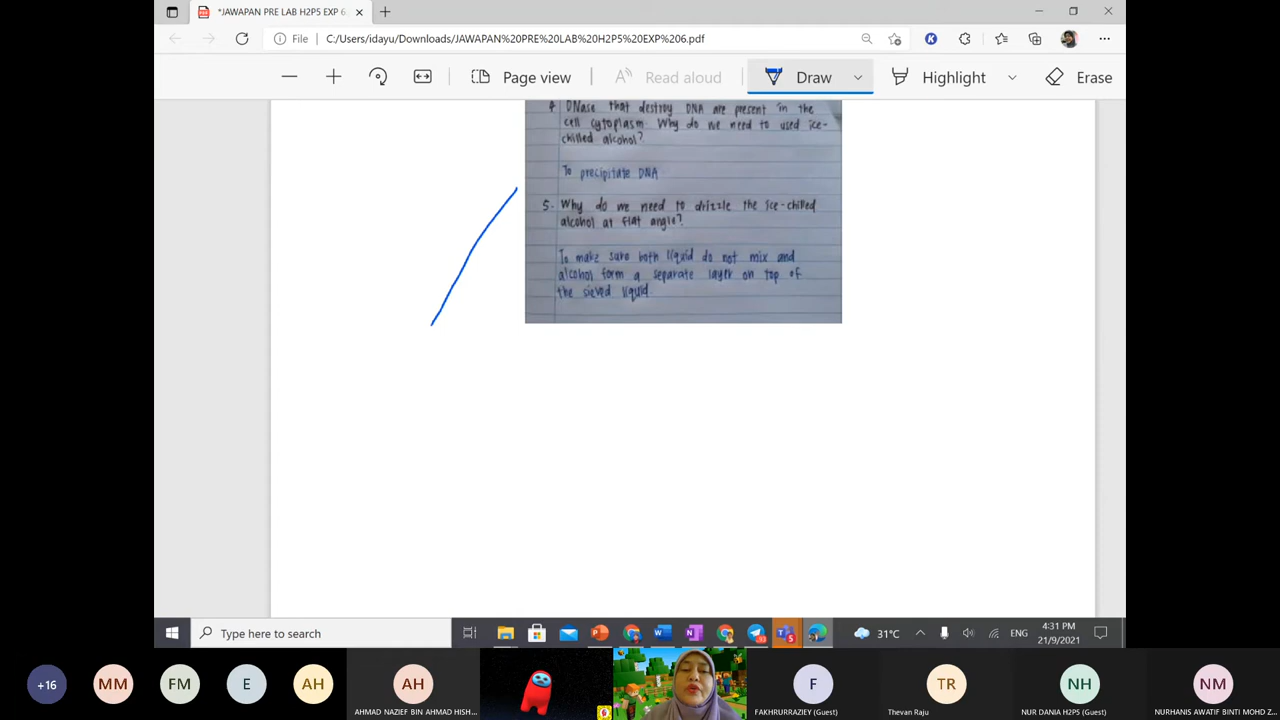 *JAWAPAN PRE LAB H2P5 EXP 6
File
C:/Users/idayu/Downloads/JAWAPAN%20PRE%20LAB%20H2P5%20EXP%206.pdf
Page view
Read aloud
Draw
Highlight
Erase
4 DNase that destroy DNA are present in the
cell cytoplasm. Why do we need to used ice-
chilled alcohol?
To precipitate DNA
5. Why do we need to drizzle the ice-chilled
alcohol at flat angle?
To make sure both liquid do not mix and
alcohol form a separate layer on top of
the sieved liquid.
Type here to search
31°C
ENG
4:31 PM
21/9/2021
+16
MM
FM
E
AH
AH
F
TR
NH
NM
AHMAD NAZIEF BIN AHMAD HISH...
FAKHRURRAZIEY (Guest)
Thevan Raju
NUR DANIA H2P5 (Guest)
NURHANIS AWATIF BINTI MOHD Z...